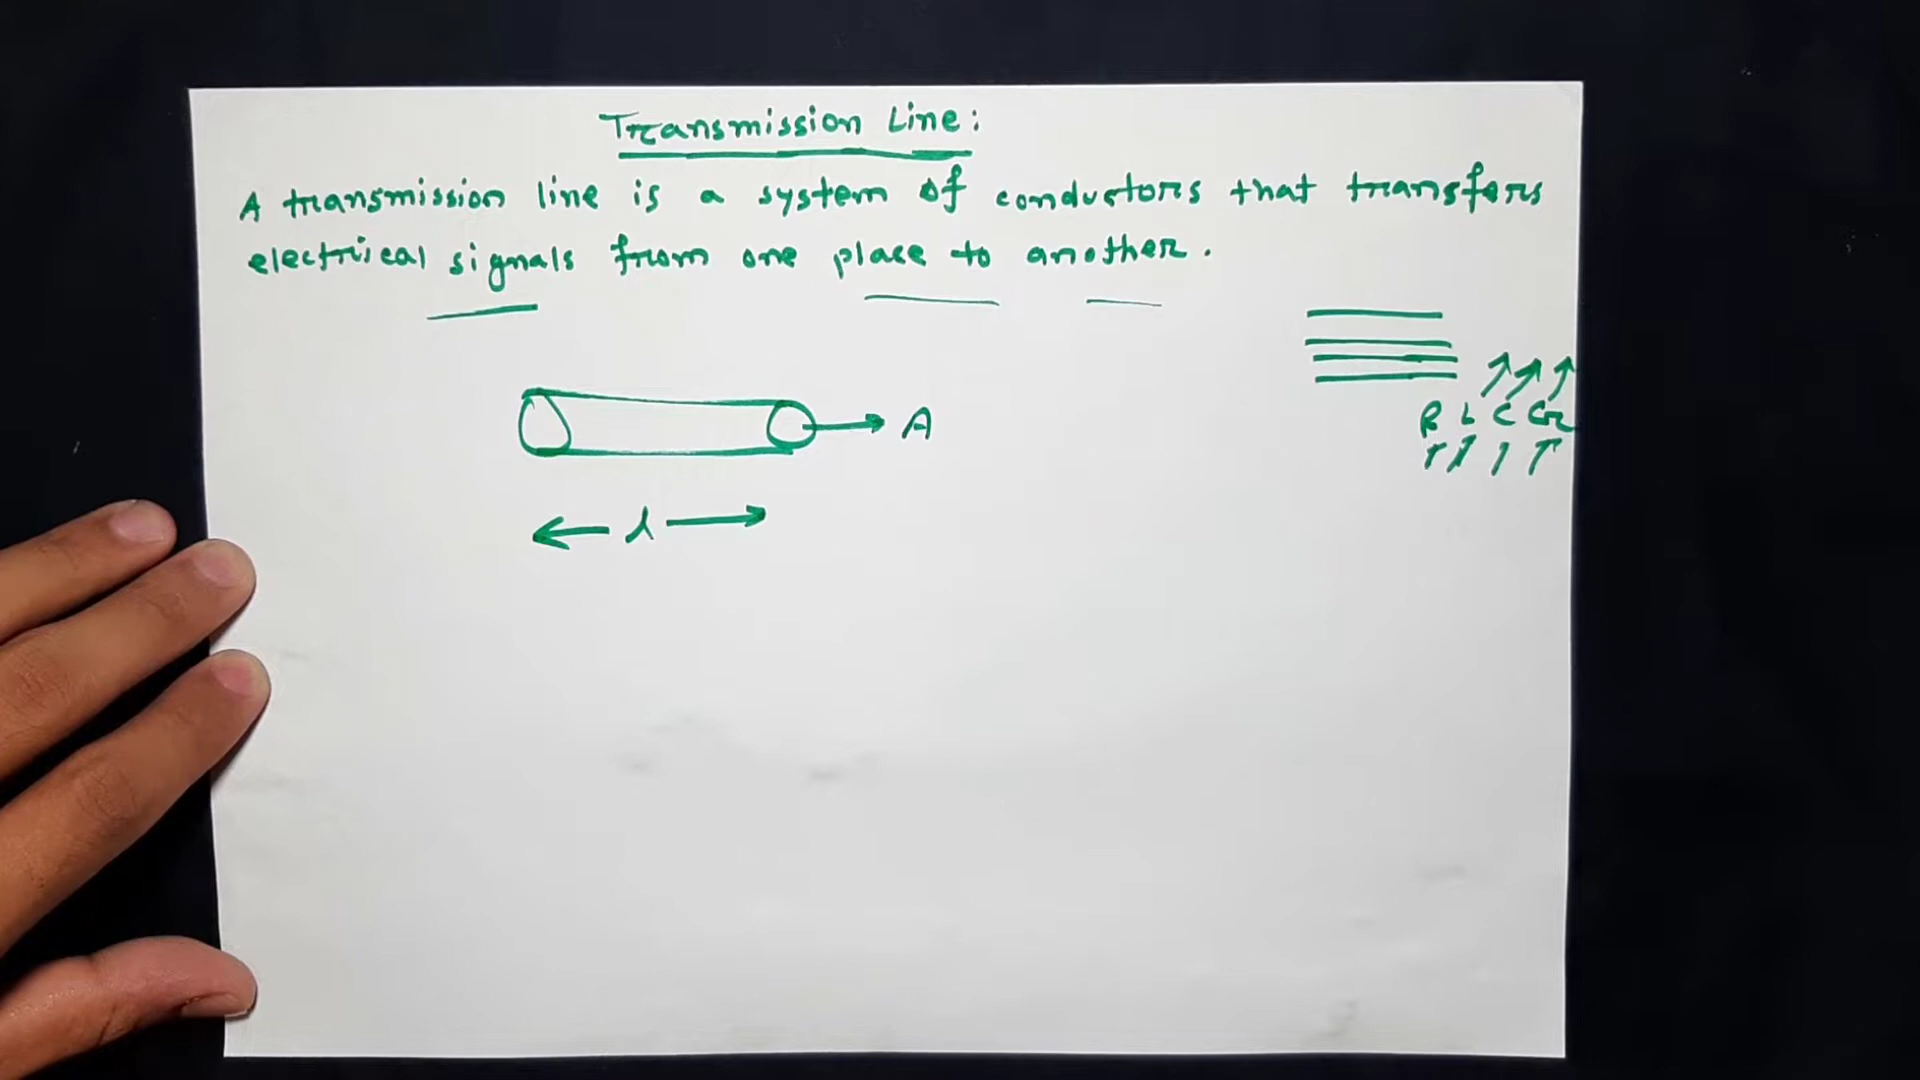 Transmission Line:
A transmission line is a system of conductors that transfers
electrical signals from one place to another.
A
l
R L C G